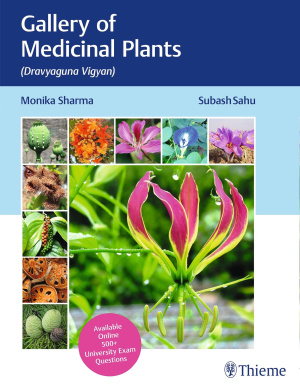 Gallery of
Medicinal Plants
(Dravyaguna Vigyan)
Monika Sharma
Subash Sahu
Available
Online
500+
University Exam
Questions
Thieme